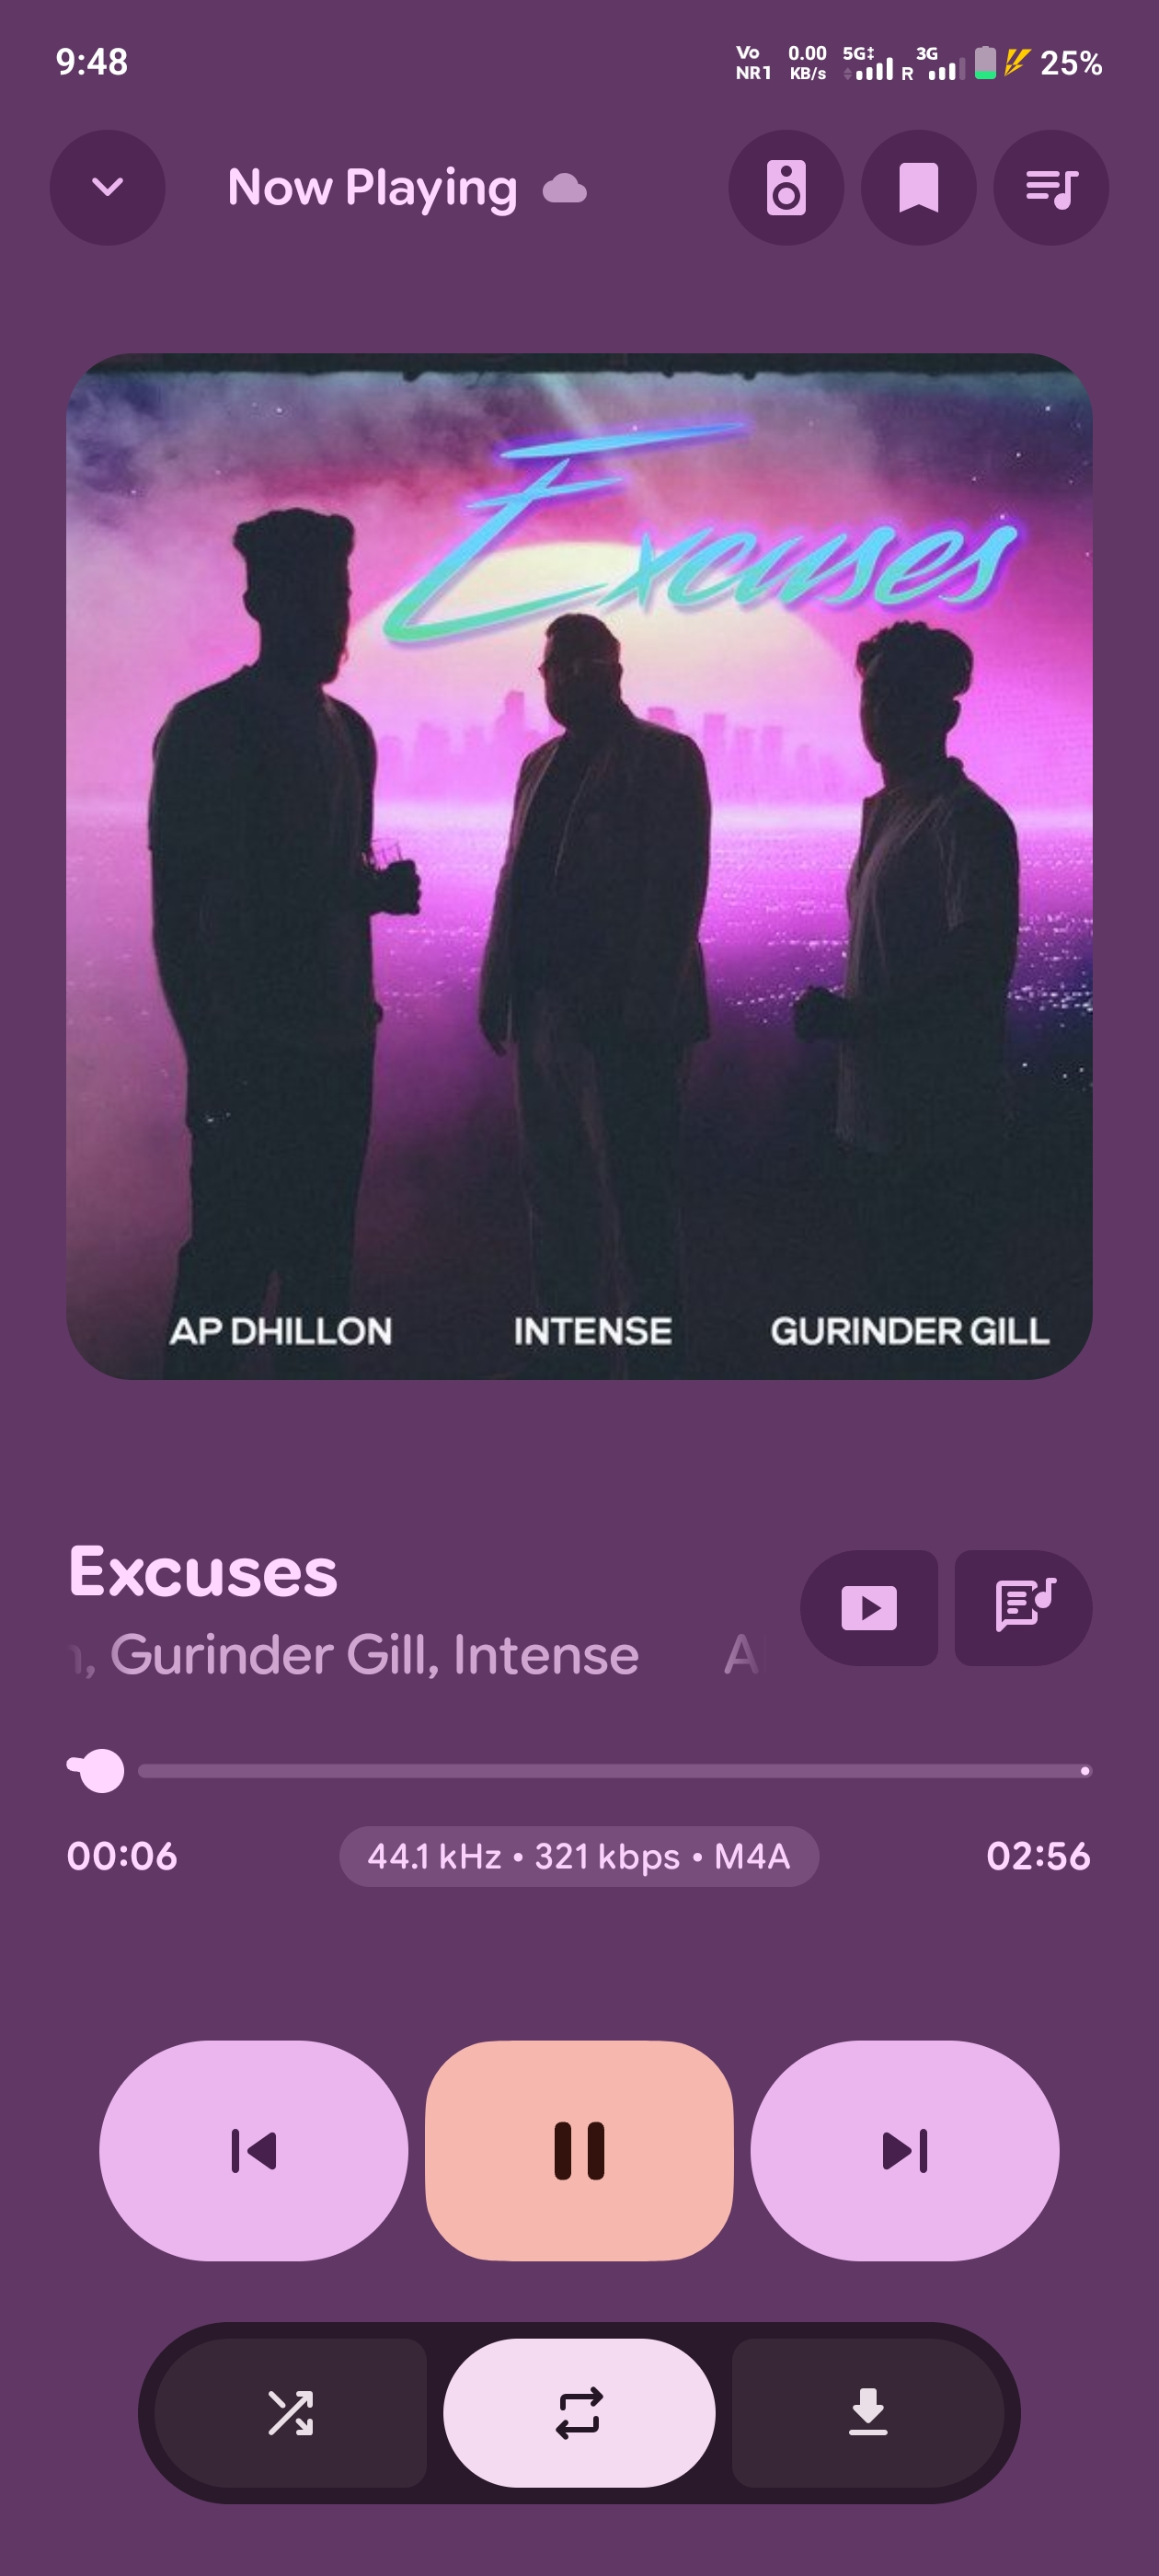 9:48
Vo NR1 0.00 KB/s 5G‡ R 3G 25%
Now Playing
Excuses
AP DHILLON INTENSE GURINDER GILL
Excuses
, Gurinder Gill, Intense A
00:06 44.1 kHz • 321 kbps • M4A 02:56